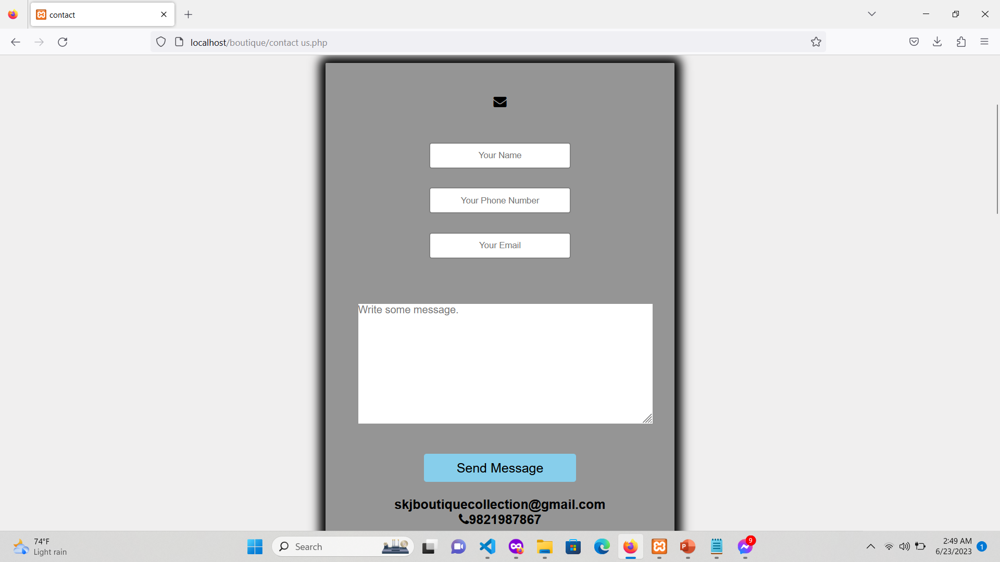 contact
localhost/boutique/contact us.php
Your Name
Your Phone Number
Your Email
Write some message.
Send Message
skjboutiquecollection@gmail.com
9821987867
74°F
Light rain
Search
P
9
2:49 AM
6/23/2023
1